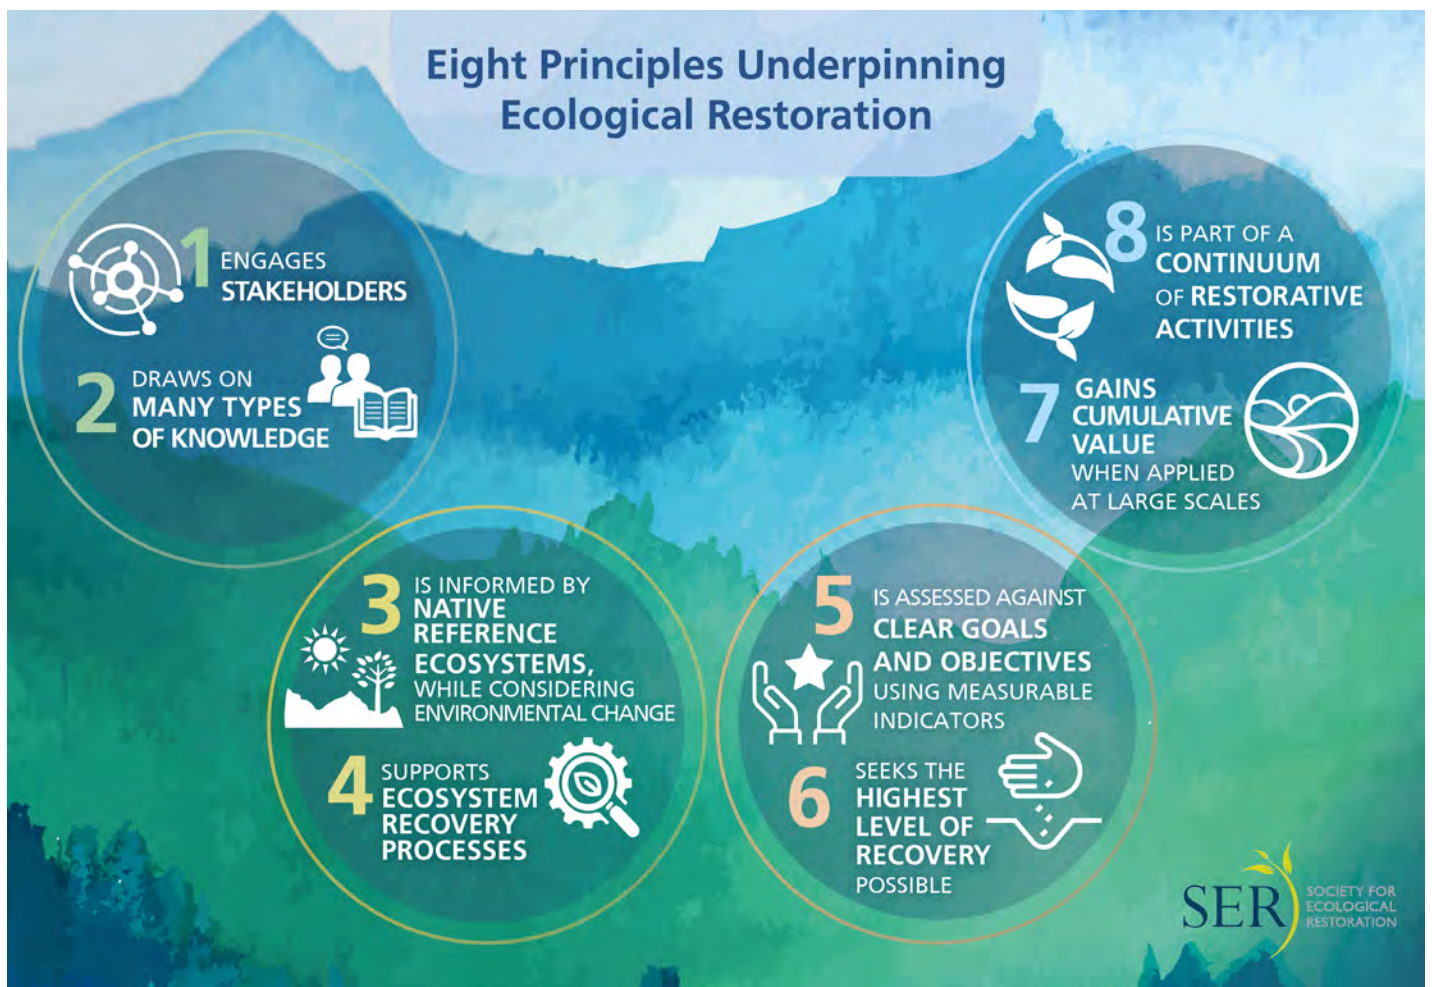 Eight Principles Underpinning
Ecological Restoration
1
ENGAGES
STAKEHOLDERS
2
DRAWS ON
MANY TYPES
OF KNOWLEDGE
3
IS INFORMED BY
NATIVE
REFERENCE
ECOSYSTEMS,
WHILE CONSIDERING
ENVIRONMENTAL CHANGE
4
SUPPORTS
ECOSYSTEM
RECOVERY
PROCESSES
5
IS ASSESSED AGAINST
CLEAR GOALS
AND OBJECTIVES
USING MEASURABLE
INDICATORS
6
SEEKS THE
HIGHEST
LEVEL OF
RECOVERY
POSSIBLE
7
GAINS
CUMULATIVE
VALUE
WHEN APPLIED
AT LARGE SCALES
8
IS PART OF A
CONTINUUM
OF RESTORATIVE
ACTIVITIES
SER
SOCIETY FOR
ECOLOGICAL
RESTORATION